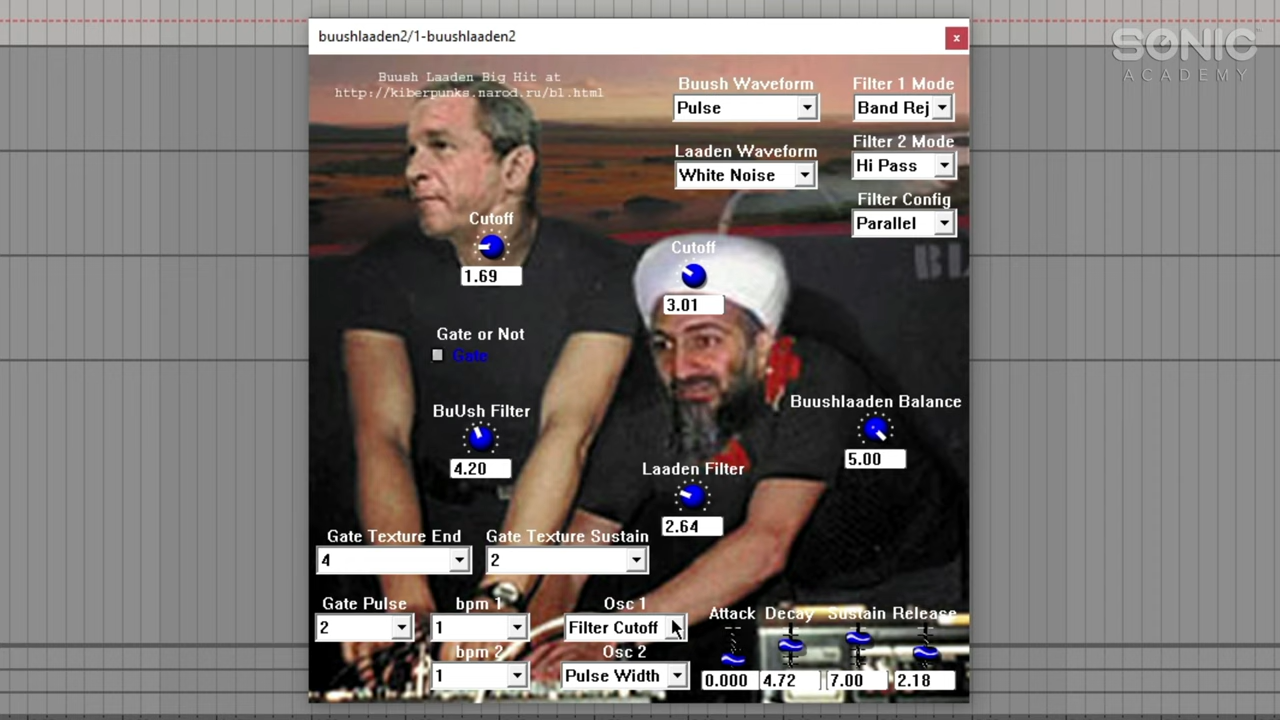 buushlaaden2/1-buushlaaden2
x
SONIC
ACADEMY
Buush Laaden Big Hit at
http://kiberpunks.narod.ru/bl.html
Buush Waveform
Pulse
Filter 1 Mode
Band Rej
Laaden Waveform
White Noise
Filter 2 Mode
Hi Pass
Filter Config
Parallel
Cutoff
1.69
Cutoff
3.01
Gate or Not
Gate
BuUsh Filter
4.20
Buushlaaden Balance
5.00
Laaden Filter
2.64
Gate Texture End
4
Gate Texture Sustain
2
Gate Pulse
2
bpm 1
1
Osc 1
Filter Cutoff
bpm 2
1
Osc 2
Pulse Width
Attack Decay Sustain Release
0.000 4.72 7.00 2.18